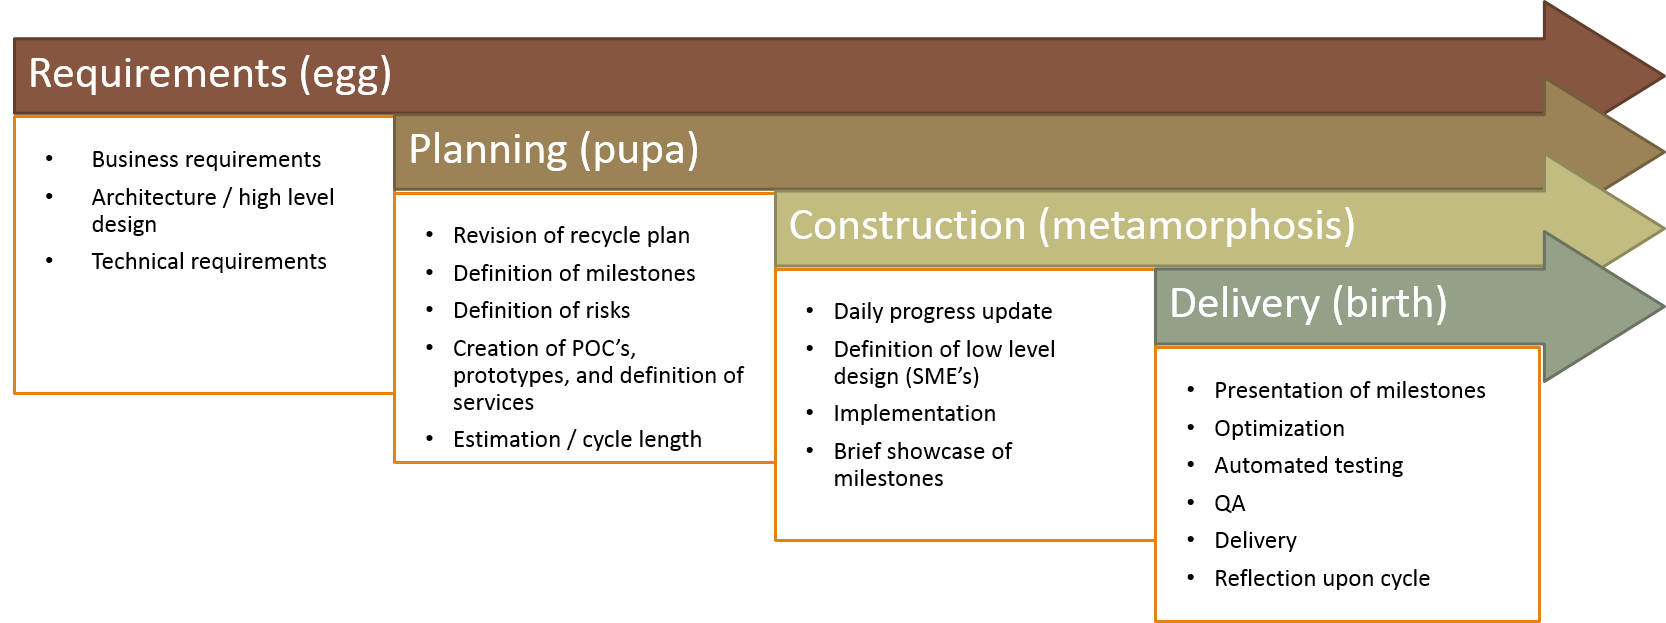 Requirements (egg)
• Business requirements
• Architecture / high level
design
• Technical requirements
Planning (pupa)
• Revision of recycle plan
• Definition of milestones
• Definition of risks
• Creation of POC’s,
prototypes, and definition of
services
• Estimation / cycle length
Construction (metamorphosis)
• Daily progress update
• Definition of low level
design (SME’s)
• Implementation
• Brief showcase of
milestones
Delivery (birth)
• Presentation of milestones
• Optimization
• Automated testing
• QA
• Delivery
• Reflection upon cycle